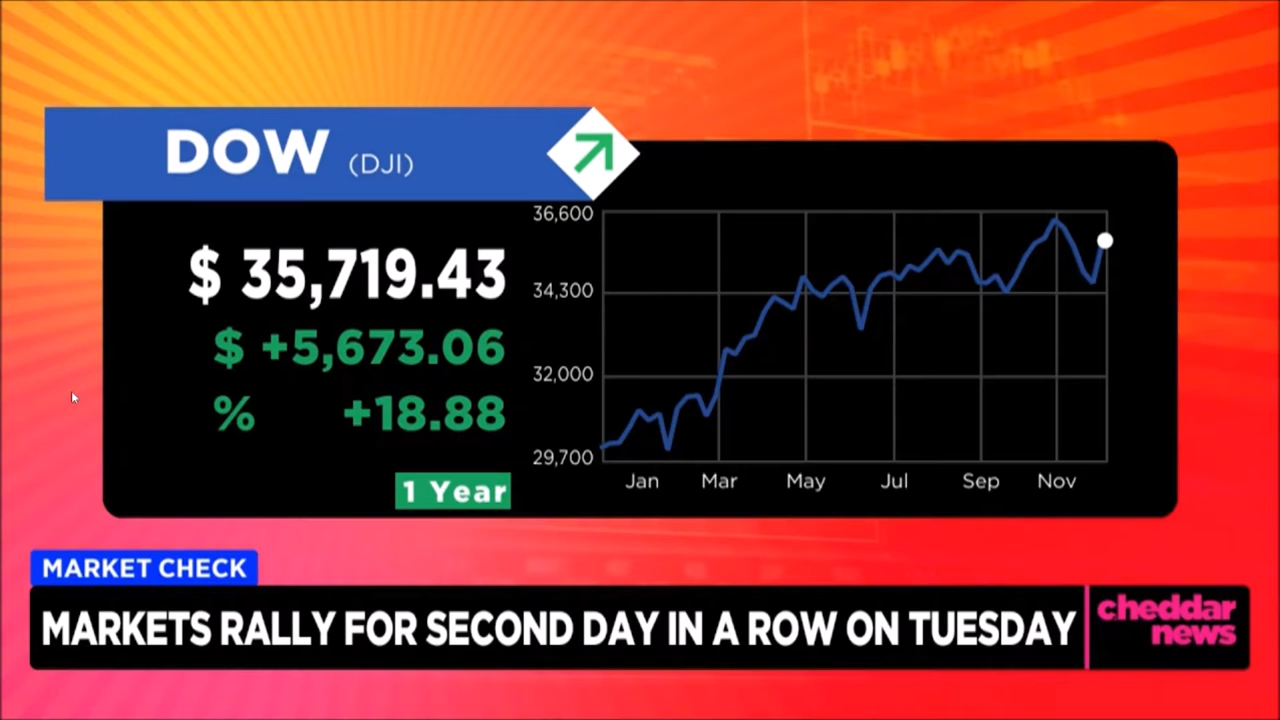 DOW (DJI)
$ 35,719.43
$ +5,673.06
% +18.88
1 Year
36,600
34,300
32,000
29,700
Jan Mar May Jul Sep Nov
MARKET CHECK
MARKETS RALLY FOR SECOND DAY IN A ROW ON TUESDAY
cheddar
news